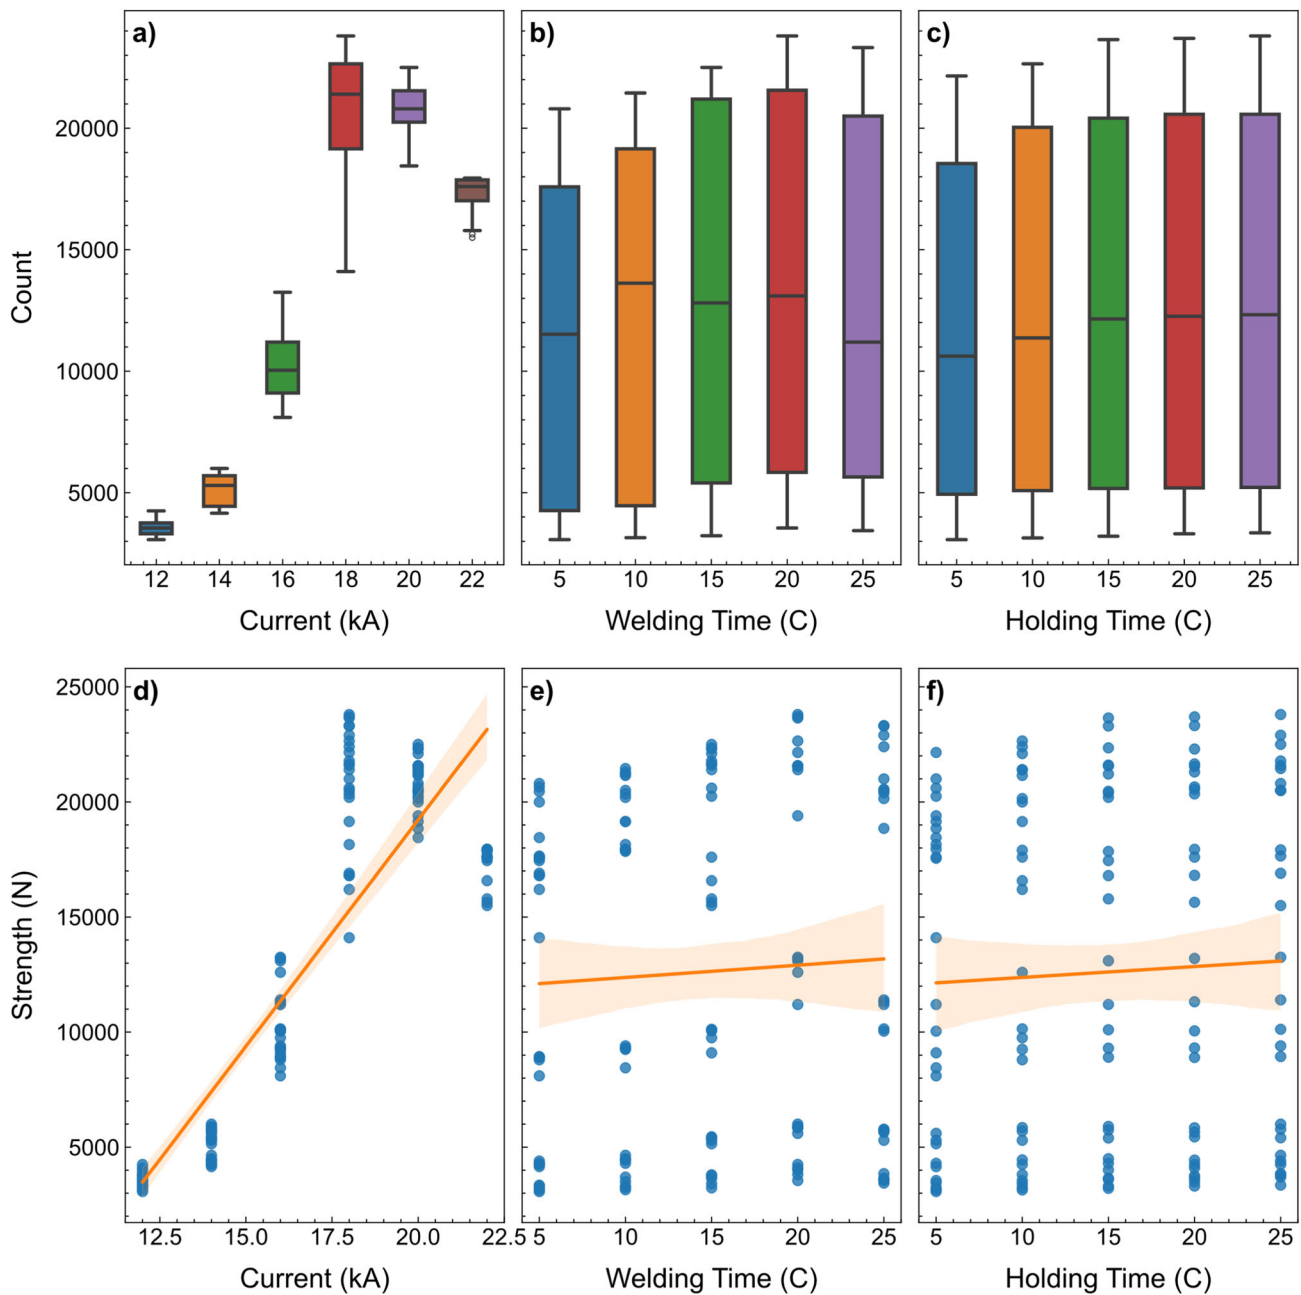 a)
b)
c)
20000
15000
10000
5000
Count
12 14 16 18 20 22
5 10 15 20 25
5 10 15 20 25
Current (kA)
Welding Time (C)
Holding Time (C)
d)
e)
f)
25000
20000
15000
10000
5000
Strength (N)
12.5 15.0 17.5 20.0 22.5
5 10 15 20 25
5 10 15 20 25
Current (kA)
Welding Time (C)
Holding Time (C)